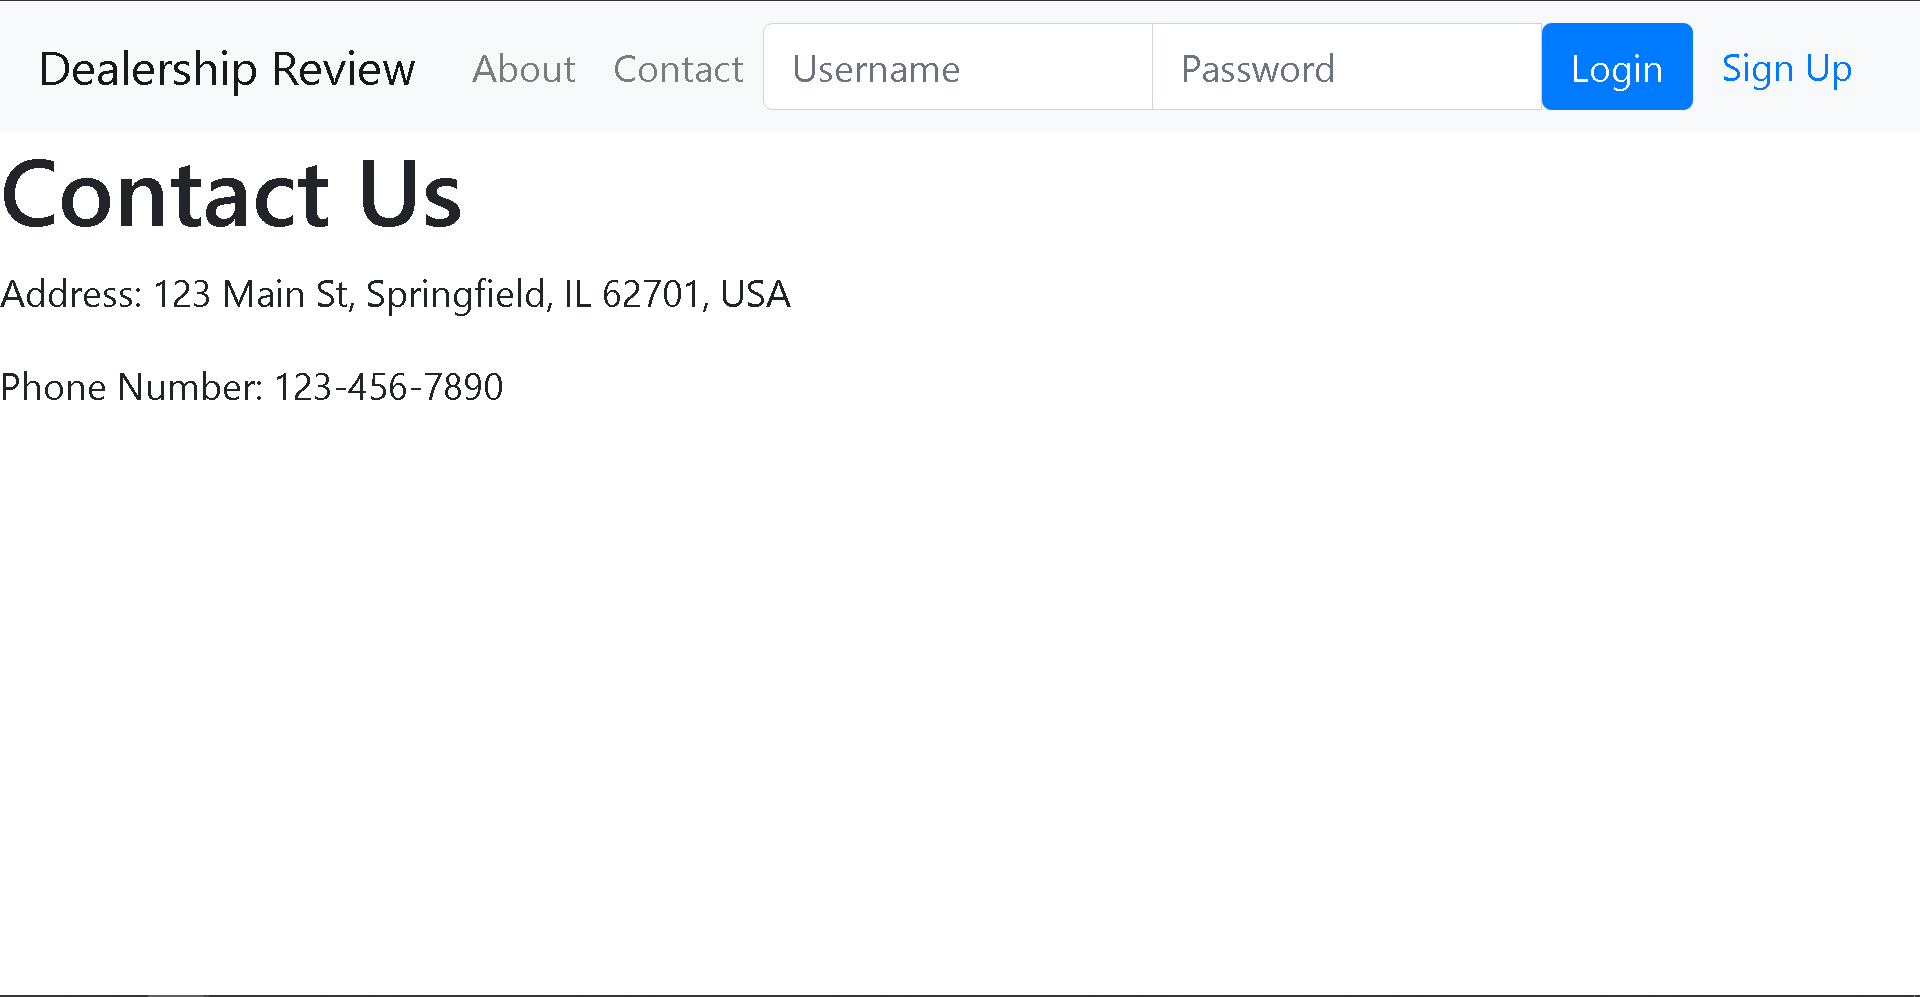 Dealership Review About Contact Username Password Login Sign Up
Contact Us
Address: 123 Main St, Springfield, IL 62701, USA
Phone Number: 123-456-7890